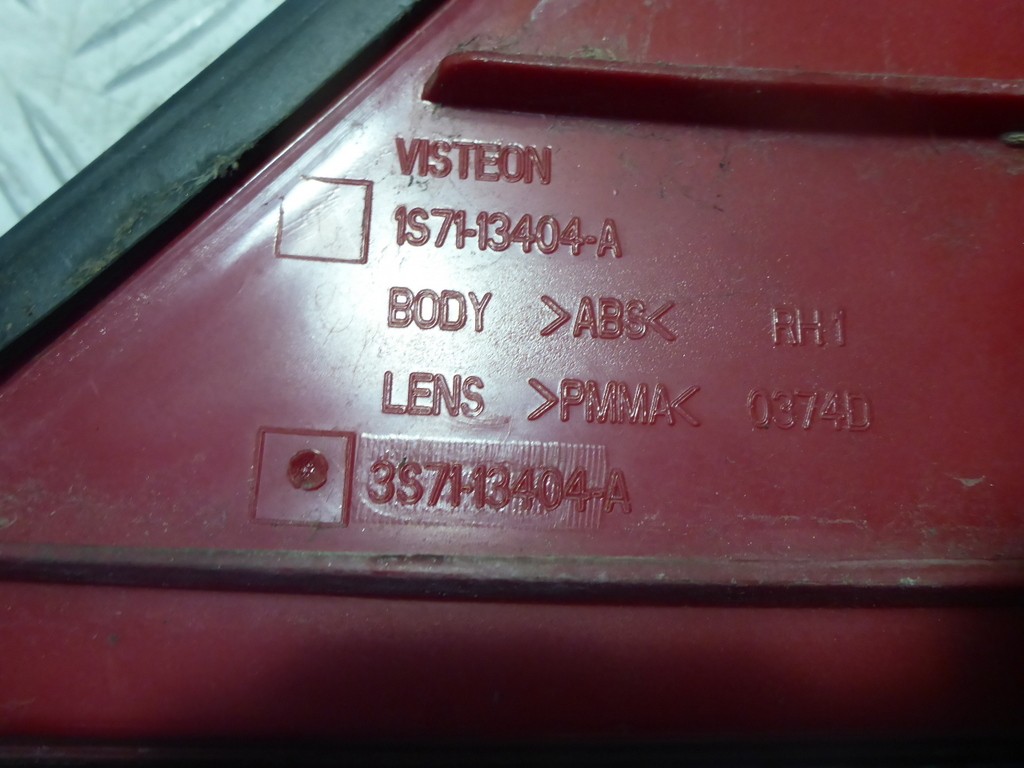 VISTEON
1S71-13404-A
BODY >ABS< RH 1
LENS >PMMA< 0374D
3S71-13404-A